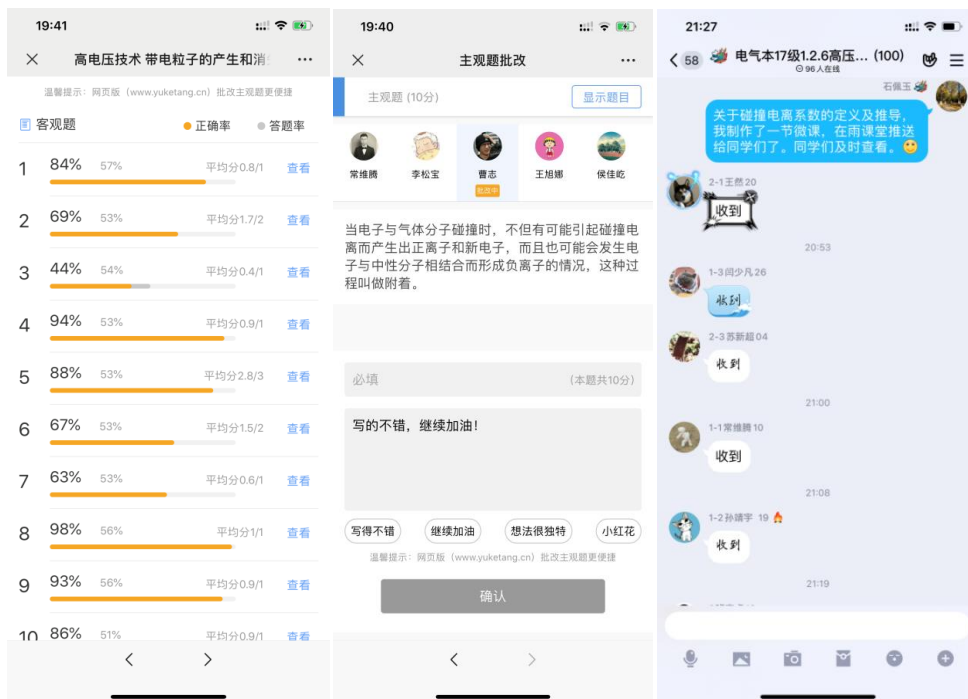 19:41
高电压技术 带电粒子的产生和消
温馨提示：网页版（www.yuketang.cn）批改主观题更便捷
客观题
正确率
答题率
1 84% 57% 平均分0.8/1 查看
2 69% 53% 平均分1.7/2 查看
3 44% 54% 平均分0.4/1 查看
4 94% 53% 平均分0.9/1 查看
5 88% 53% 平均分2.8/3 查看
6 67% 53% 平均分1.5/2 查看
7 63% 53% 平均分0.6/1 查看
8 98% 56% 平均分1/1 查看
9 93% 56% 平均分0.9/1 查看
10 86% 51% 平均分0.9/1 查看
19:40
主观题批改
主观题 (10分) 显示题目
常维腾 李松宝 曹志 王旭娜 侯佳屹
批改中
当电子与气体分子碰撞时，不但有可能引起碰撞电
离而产生出正离子和新电子，而且也可能会发生电
子与中性分子相结合而形成负离子的情况，这种过
程叫做附着。
必填 (本题共10分)
写的不错，继续加油！
写得不错 继续加油 想法很独特 小红花
温馨提示：网页版（www.yuketang.cn）批改主观题更便捷
确认
21:27
58 电气本17级1.2.6高压... (100)
96人在线
石佩玉
关于碰撞电离系数的定义及推导，
我制作了一节微课，在雨课堂推送
给同学们了。同学们及时查看。
2-1王然20
收到
20:53
1-3闫少凡26
收到
2-3苏新超04
收到
21:00
1-1常维腾10
收到
21:08
1-2孙靖宇 19
收到
21:19